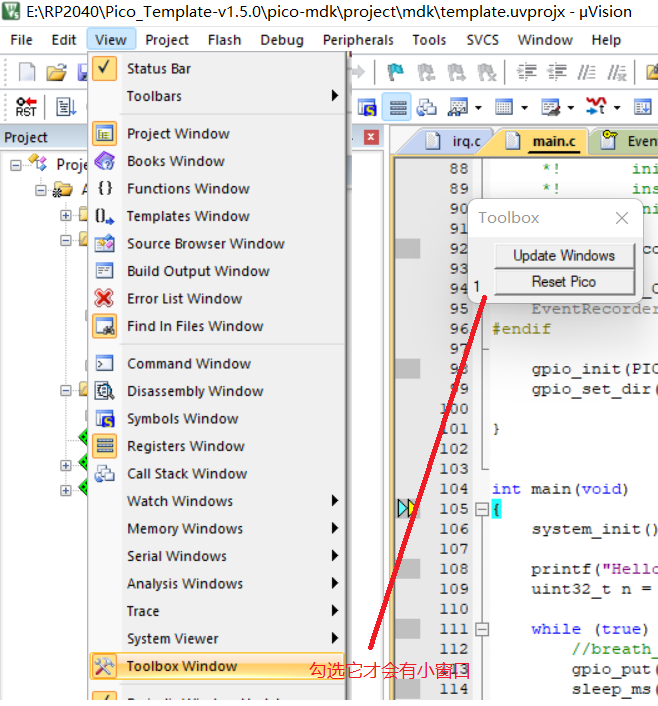 E:\RP2040\Pico_Template-v1.5.0\pico-mdk\project\mdk\template.uvprojx - µVision
File Edit View Project Flash Debug Peripherals Tools SVCS Window Help
Status Bar
Toolbars
Project Window
Books Window
Functions Window
Templates Window
Source Browser Window
Build Output Window
Error List Window
Find In Files Window
Command Window
Disassembly Window
Symbols Window
Registers Window
Call Stack Window
Watch Windows
Memory Windows
Serial Windows
Analysis Windows
Trace
System Viewer
Toolbox Window
RST
Project
Proje
irq.c main.c Even
88 *! ini
89 *! ins
90 ni
Toolbox
Update Windows
1 Reset Pico
92 co
93
94 _C
95 EventRecorder
96 #endif
97
98 gpio_init(PIC
99 gpio_set_dir(
100
101 }
102
103
104 int main(void)
105 {
106 system_init()
107
108 printf("Hello
109 uint32_t n =
110
111 while (true)
112 //breath_
113 gpio_put(
114 sleep_ms(
勾选它才会有小窗口